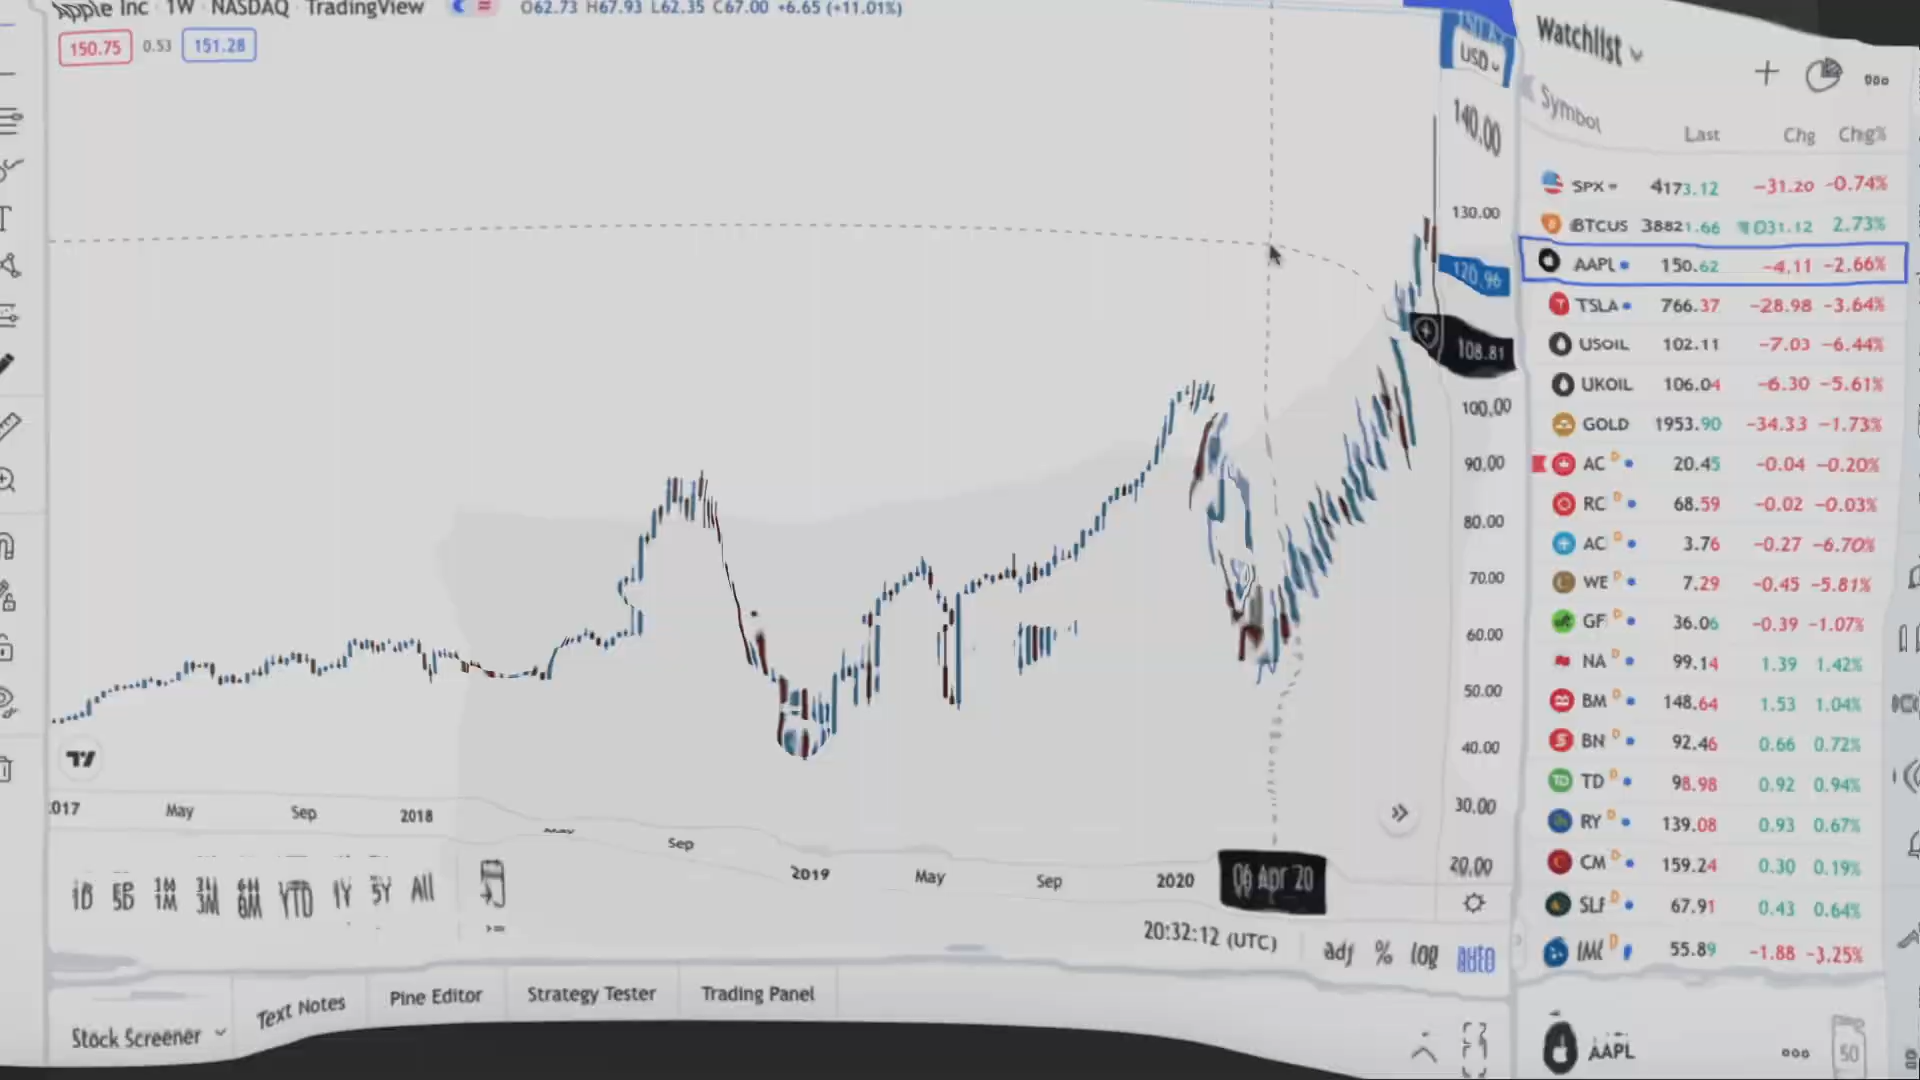 Apple Inc 1W NASDAQ TradingView O62.73 H67.93 L62.35 C67.00 +6.65 (+11.01%)
150.75 0.53 151.28
USD
140.00
130.00
120.96
108.81
100.00
90.00
80.00
70.00
60.00
50.00
40.00
30.00
20.00
017 May Sep 2018 Sep 2019 May Sep 2020 06 Apr 20
1D 5D 1M 3M 6M YTD 1Y 5Y All
20:32:12 (UTC) adj % log auto
Stock Screener Text Notes Pine Editor Strategy Tester Trading Panel
Watchlist
Symbol Last Chg Chg%
SPX 4173.12 −31.20 −0.74%
BTCUS 38821.66 2.73%
AAPL 150.62 −4.11 −2.66%
TSLA 766.37 −28.98 −3.64%
USOIL 102.11 −7.03 −6.44%
UKOIL 106.04 −6.30 −5.61%
GOLD 1953.90 −34.33 −1.73%
AC D 20.45 −0.04 −0.20%
RC D 68.59 −0.02 −0.03%
AC D 3.76 −0.27 −6.70%
WE D 7.29 −0.45 −5.81%
GF D 36.06 −0.39 −1.07%
NA D 99.14 1.39 1.42%
BM D 148.64 1.53 1.04%
BN D 92.46 0.66 0.72%
TD D 98.98 0.92 0.94%
RY D 139.08 0.93 0.67%
CM D 159.24 0.30 0.19%
SLF D 67.91 0.43 0.64%
D 55.89 −1.88 −3.25%
AAPL 50